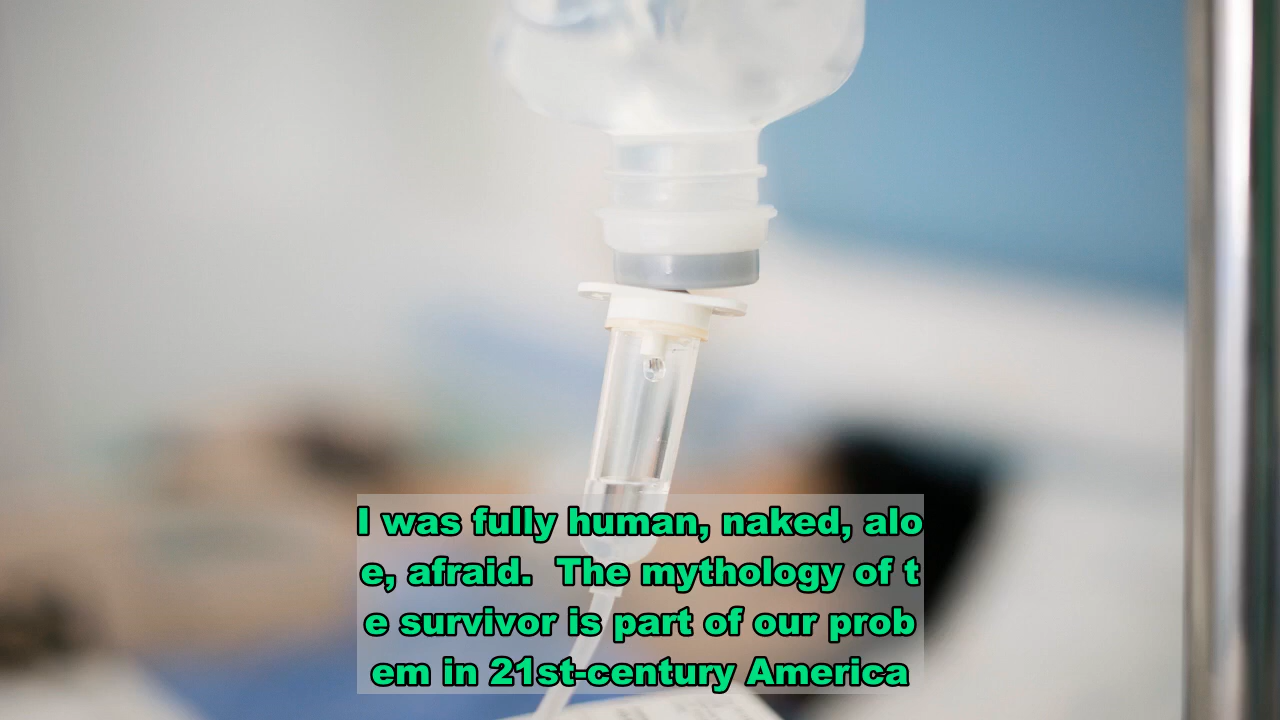 I was fully human, naked, alo
e, afraid.  The mythology of t
e survivor is part of our prob
em in 21st-century America